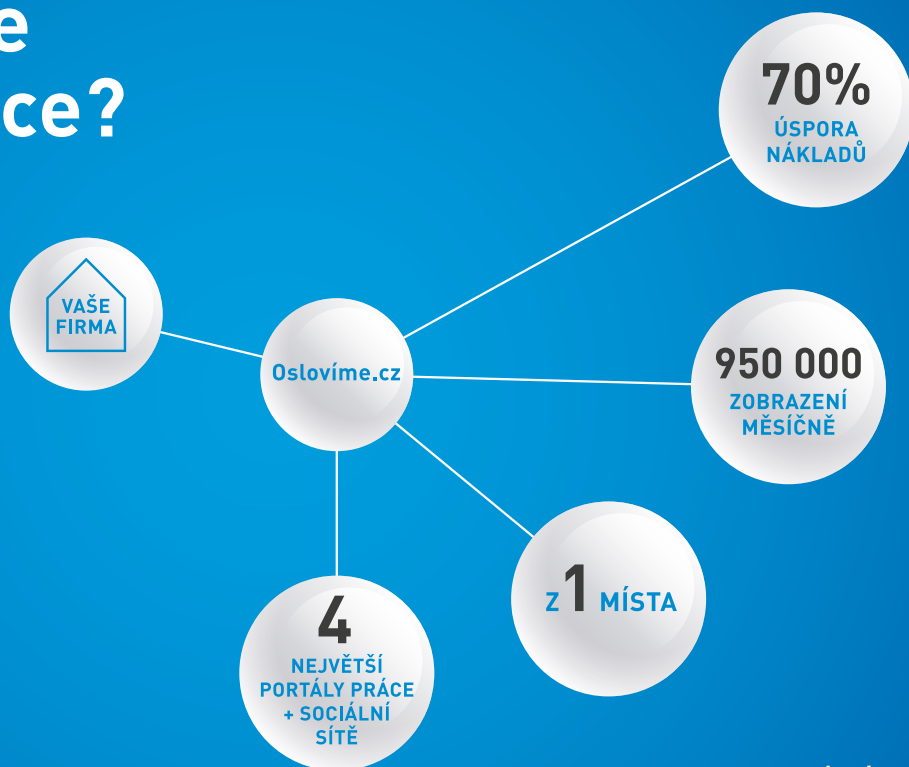 e
ce?
70%
ÚSPORA
NÁKLADŮ
VAŠE
FIRMA
Oslovíme.cz
950 000
ZOBRAZENÍ
MĚSÍČNĚ
Z 1 MÍSTA
4
NEJVĚTŠÍ
PORTÁLY PRÁCE
+ SOCIÁLNÍ
SÍTĚ